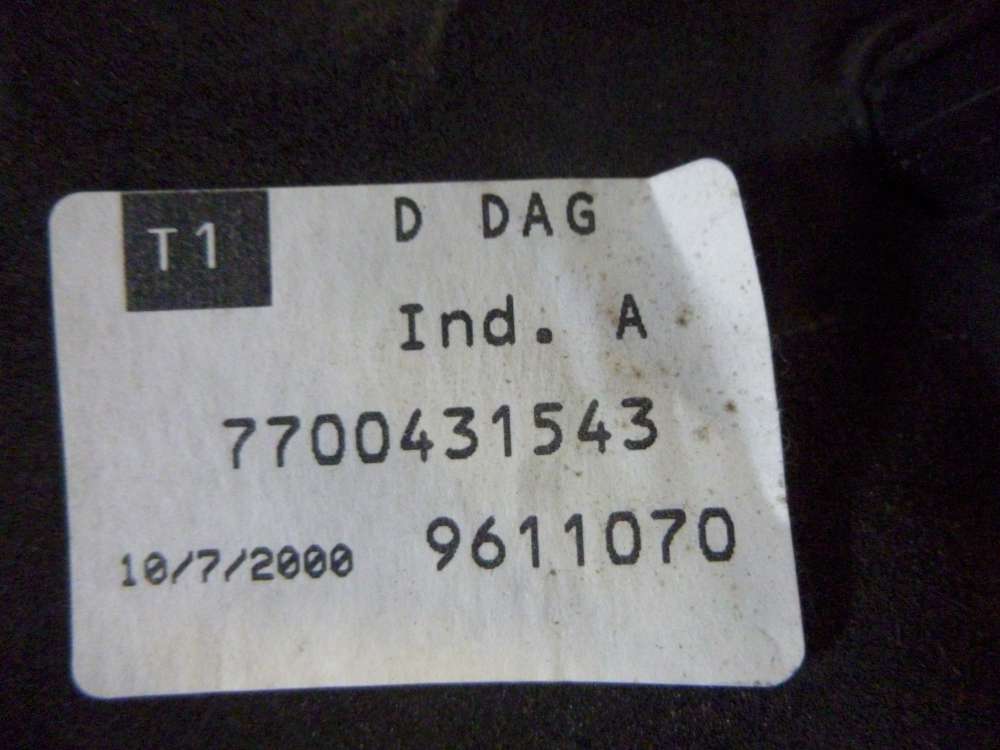 T1 D DAG
Ind. A
7700431543
10/7/2000 9611070